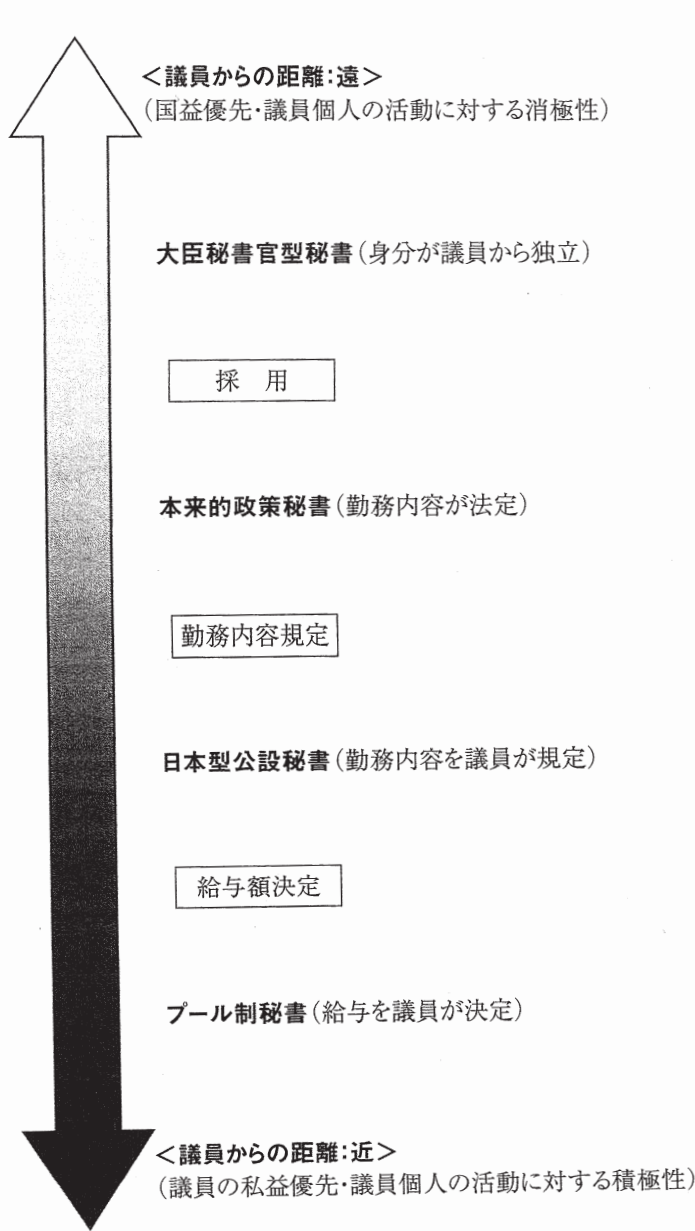 ＜議員からの距離:遠＞
（国益優先・議員個人の活動に対する消極性）
大臣秘書官型秘書（身分が議員から独立）
採　用
本来的政策秘書（勤務内容が法定）
勤務内容規定
日本型公設秘書（勤務内容を議員が規定）
給与額決定
プール制秘書（給与を議員が決定）
＜議員からの距離:近＞
（議員の私益優先・議員個人の活動に対する積極性）